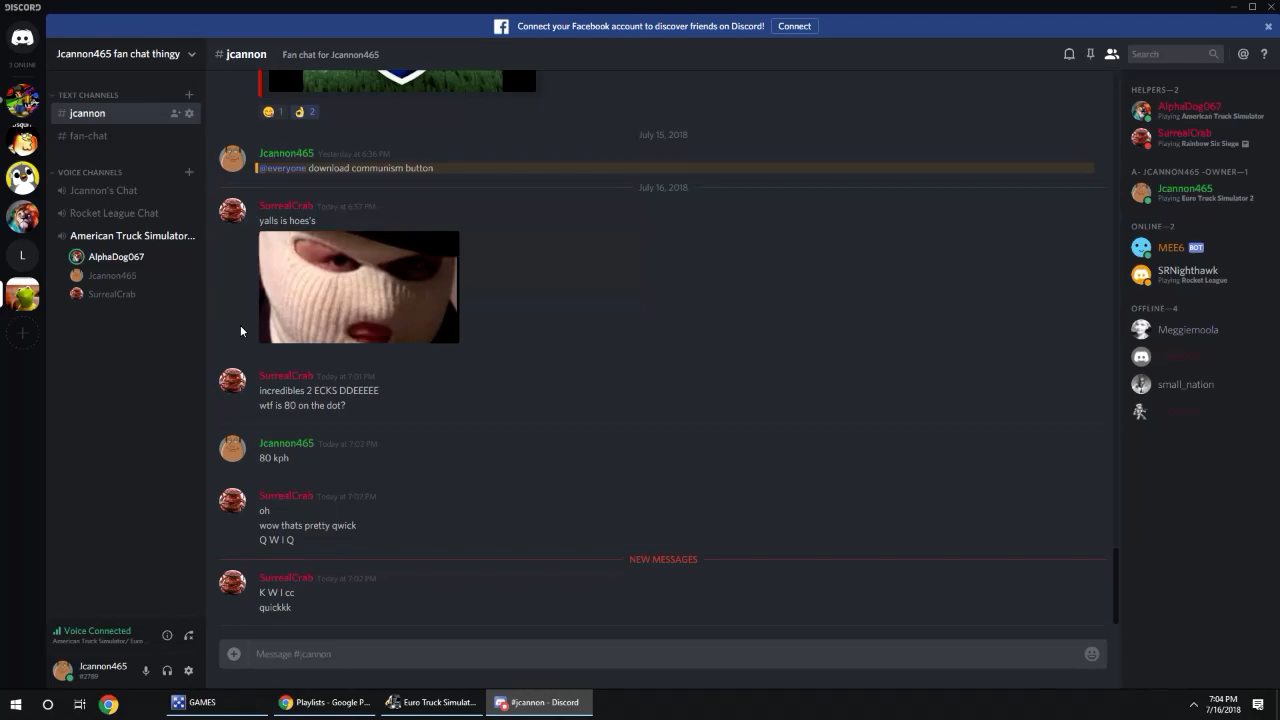 DISCORD
Connect your Facebook account to discover friends on Discord!
Connect
3 ONLINE
Jcannon465 fan chat thingy
# jcannon
Fan chat for Jcannon465
Search
TEXT CHANNELS
# jcannon
# fan-chat
VOICE CHANNELS
Jcannon's Chat
Rocket League Chat
American Truck Simulator...
AlphaDog067
Jcannon465
SurrealCrab
L
Voice Connected
American Truck Simulator/ Euro...
Jcannon465
#2789
1
2
July 15, 2018
Jcannon465 Yesterday at 6:36 PM
@everyone download communism button
July 16, 2018
SurrealCrab Today at 6:57 PM
yalls is hoes's
SurrealCrab Today at 7:01 PM
incredibles 2 ECKS DDEEEEE
wtf is 80 on the dot?
Jcannon465 Today at 7:02 PM
80 kph
SurrealCrab Today at 7:02 PM
oh
wow thats pretty qwick
Q W I Q
NEW MESSAGES
SurrealCrab Today at 7:02 PM
K W I cc
quickkk
Message #jcannon
HELPERS—2
AlphaDog067
Playing American Truck Simulator
SurrealCrab
Playing Rainbow Six Siege
A- JCANNON465 -OWNER—1
Jcannon465
Playing Euro Truck Simulator 2
ONLINE—2
MEE6 BOT
SRNighthawk
Playing Rocket League
OFFLINE—4
Meggiemoola
small_nation
GAMES
Playlists - Google P...
Euro Truck Simulat...
#jcannon - Discord
7:04 PM
7/16/2018